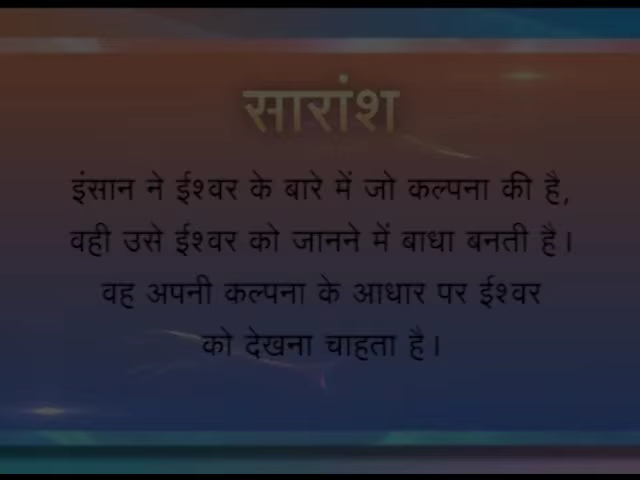 सारांश
इंसान ने ईश्वर के बारे में जो कल्पना की है,
वही उसे ईश्वर को जानने में बाधा बनती है।
वह अपनी कल्पना के आधार पर ईश्वर
को देखना चाहता है।